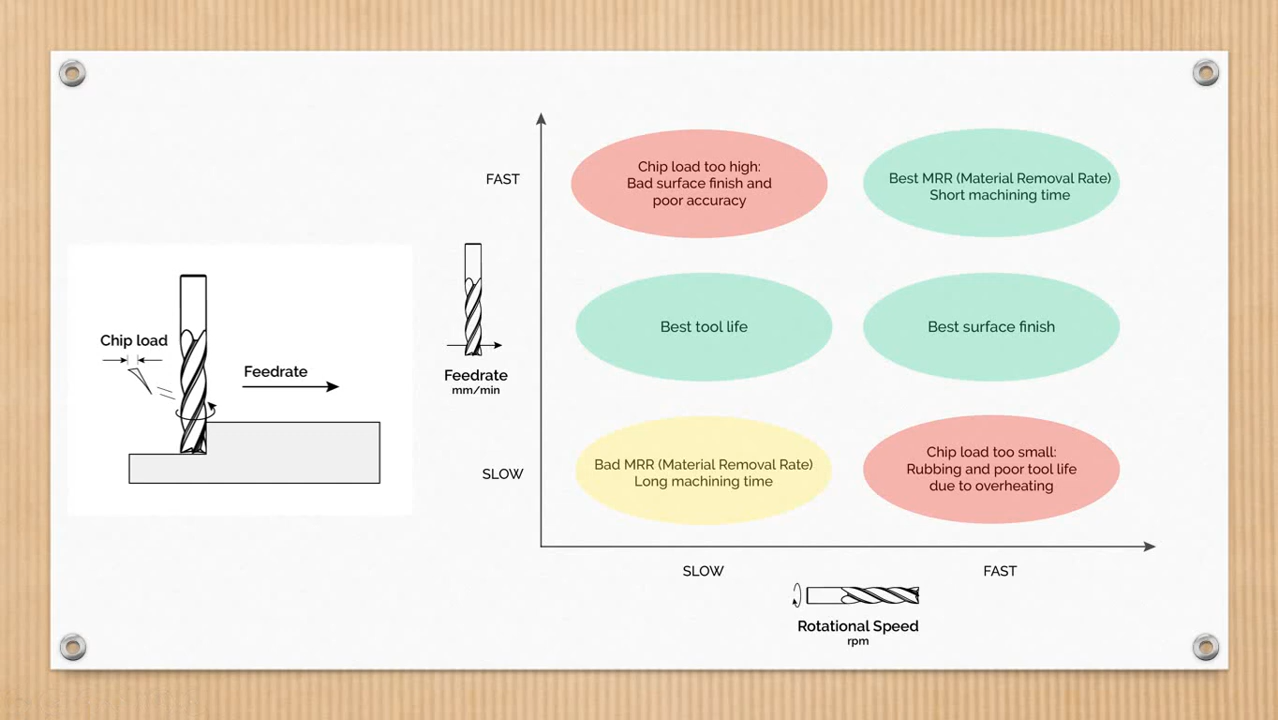 Chip load
Feedrate
FAST
SLOW
Feedrate
mm/min
Chip load too high:
Bad surface finish and
poor accuracy
Best MRR (Material Removal Rate)
Short machining time
Best tool life
Best surface finish
Bad MRR (Material Removal Rate)
Long machining time
Chip load too small:
Rubbing and poor tool life
due to overheating
SLOW
FAST
Rotational Speed
rpm